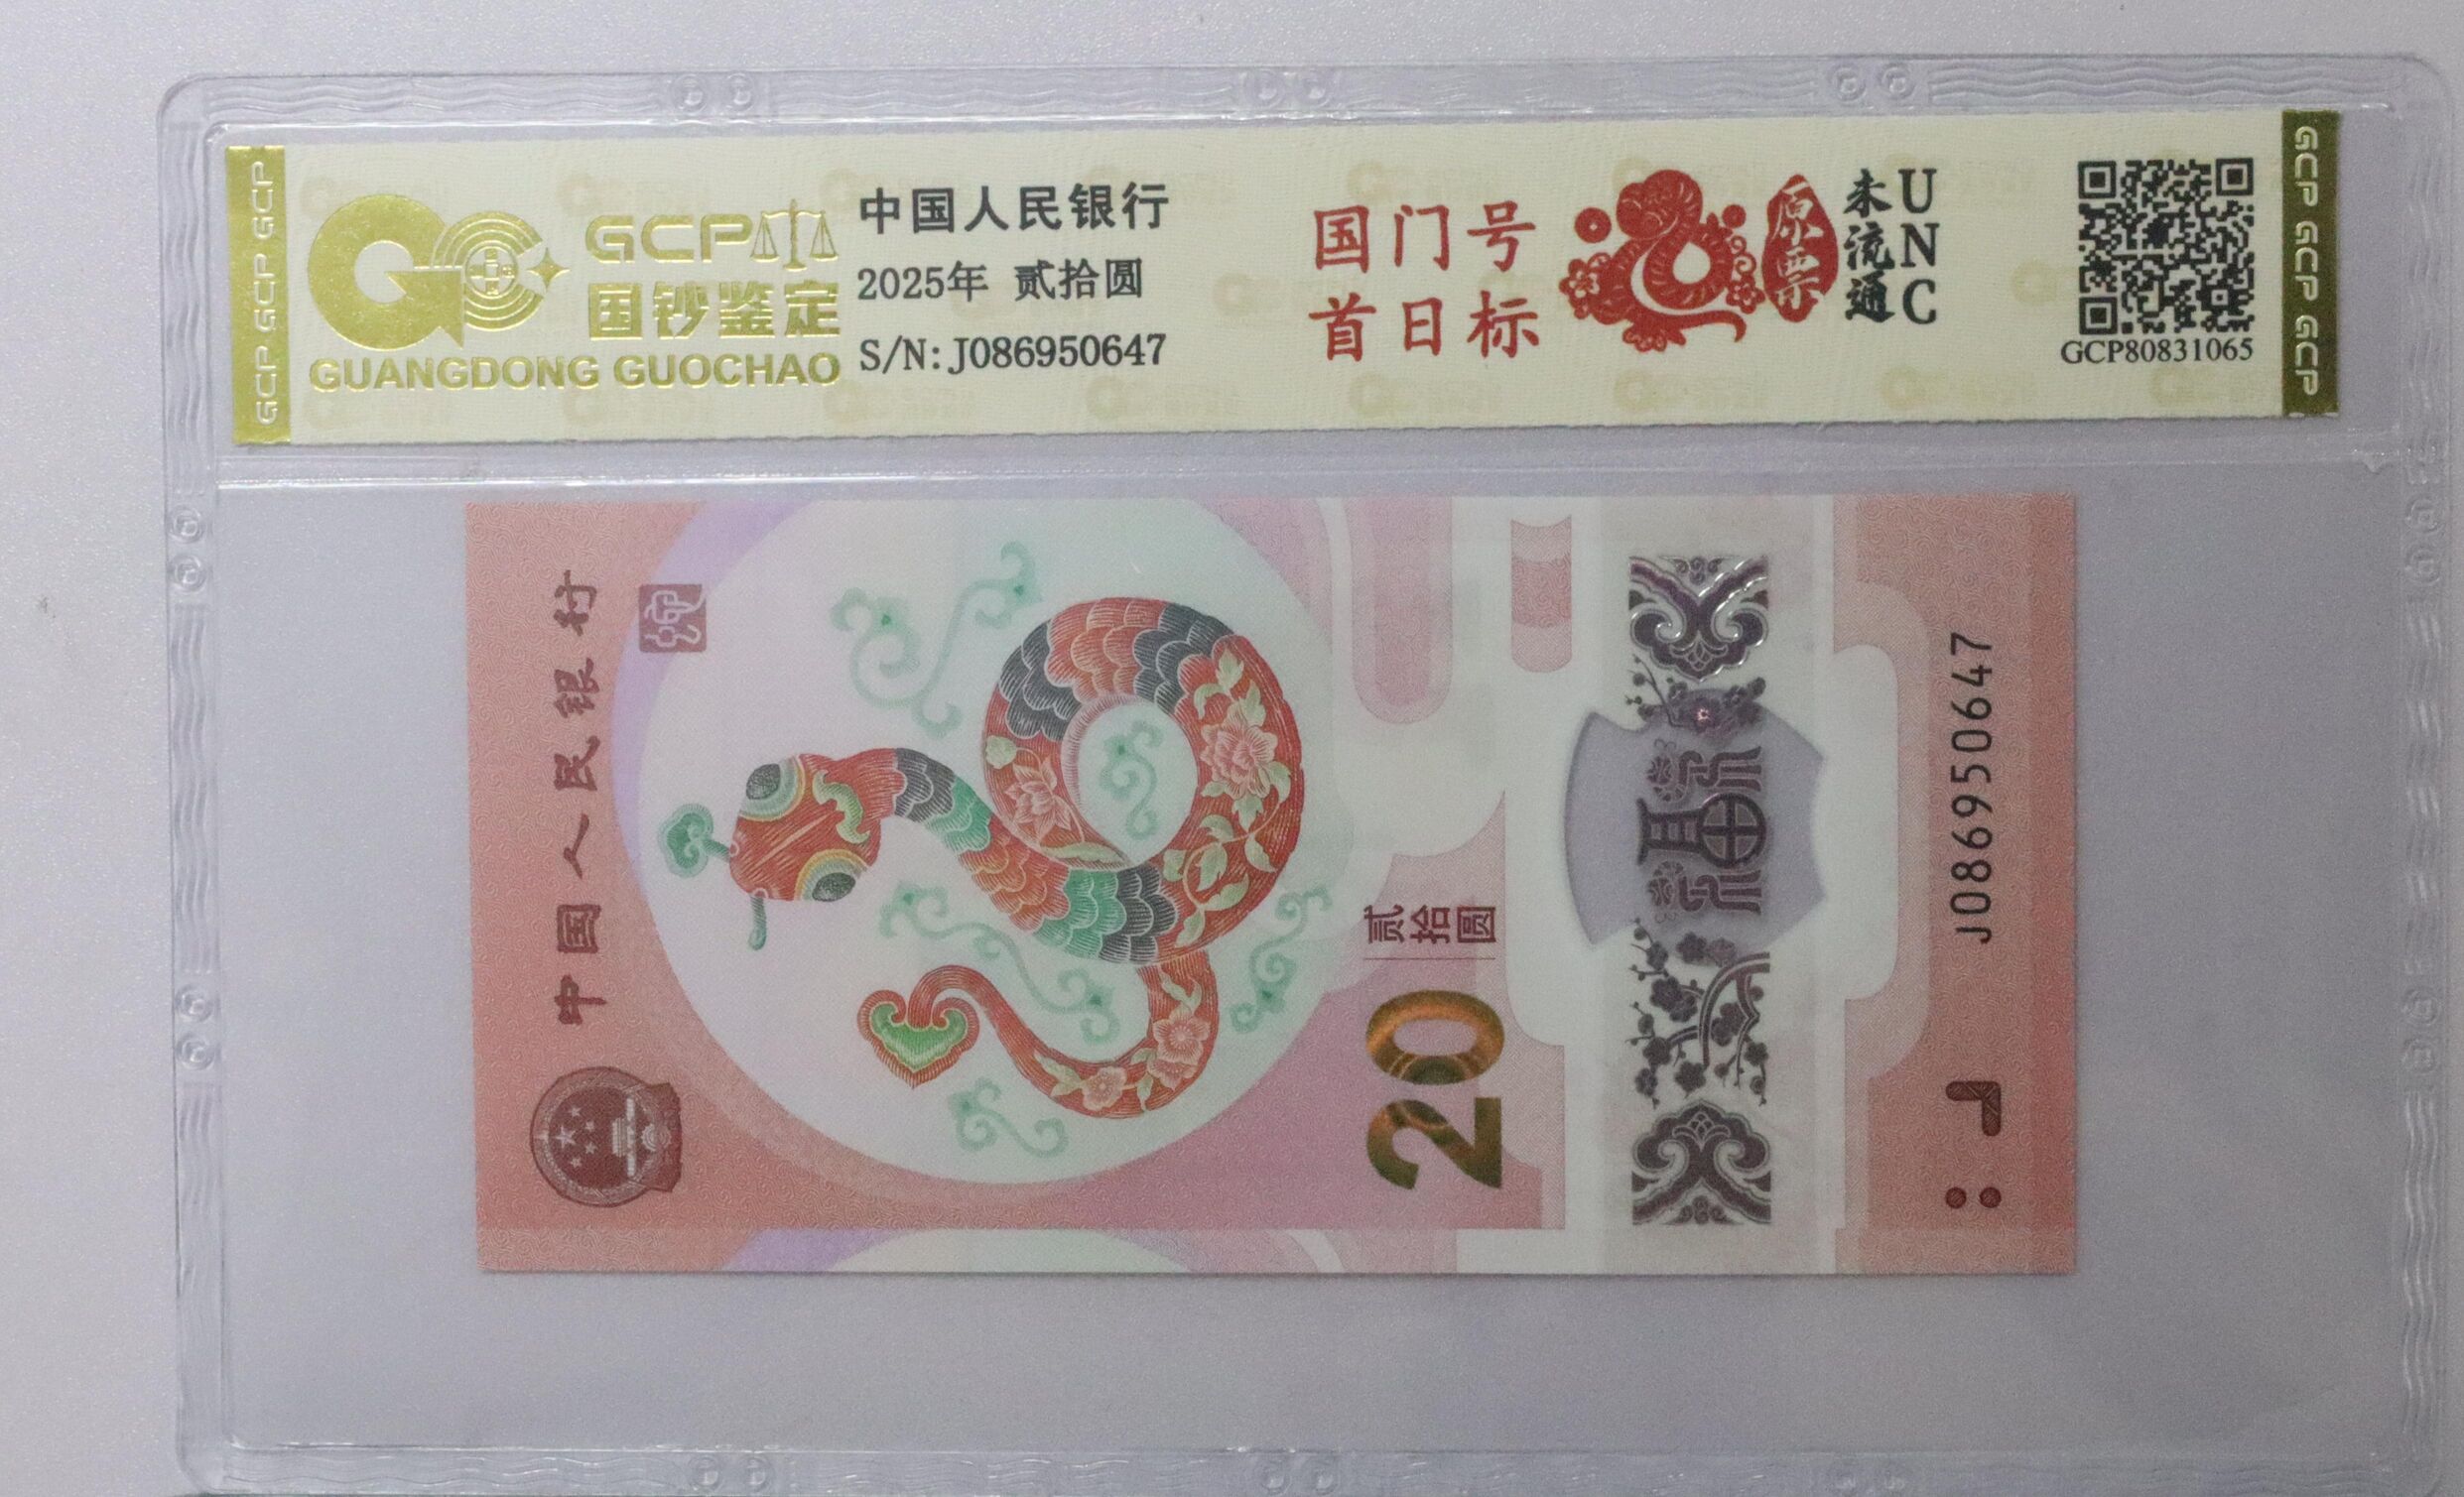 GCP GCP GCP
GCP
国钞鉴定
GUANGDONG GUOCHAO
中国人民银行
2025年 贰拾圆
S/N:J086950647
国门号
首日标
原票
未流通
UNC
GCP80831065
GCP GCP GCP
中国人民银行
贰拾圆
20
福
J086950647